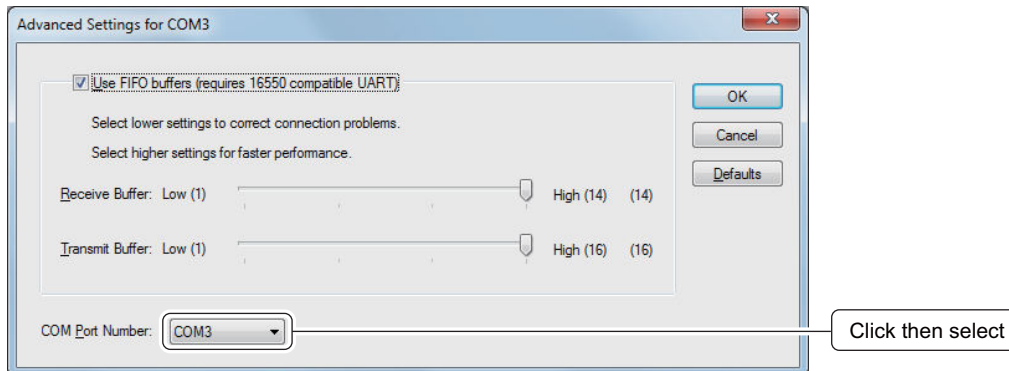 Advanced Settings for COM3
Use FIFO buffers (requires 16550 compatible UART)
OK
Select lower settings to correct connection problems.
Cancel
Select higher settings for faster performance.
Defaults
Receive Buffer: Low (1) High (14) (14)
Transmit Buffer: Low (1) High (16) (16)
COM Port Number: COM3
Click then select